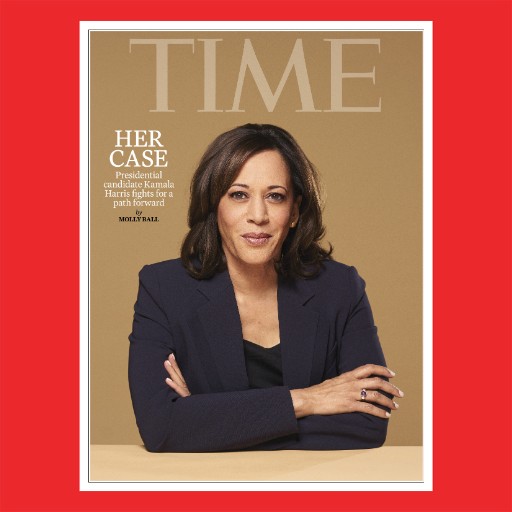 TIME
HER
CASE
Presidential
candidate Kamala
Harris fights for a
path forward
by
MOLLY BALL